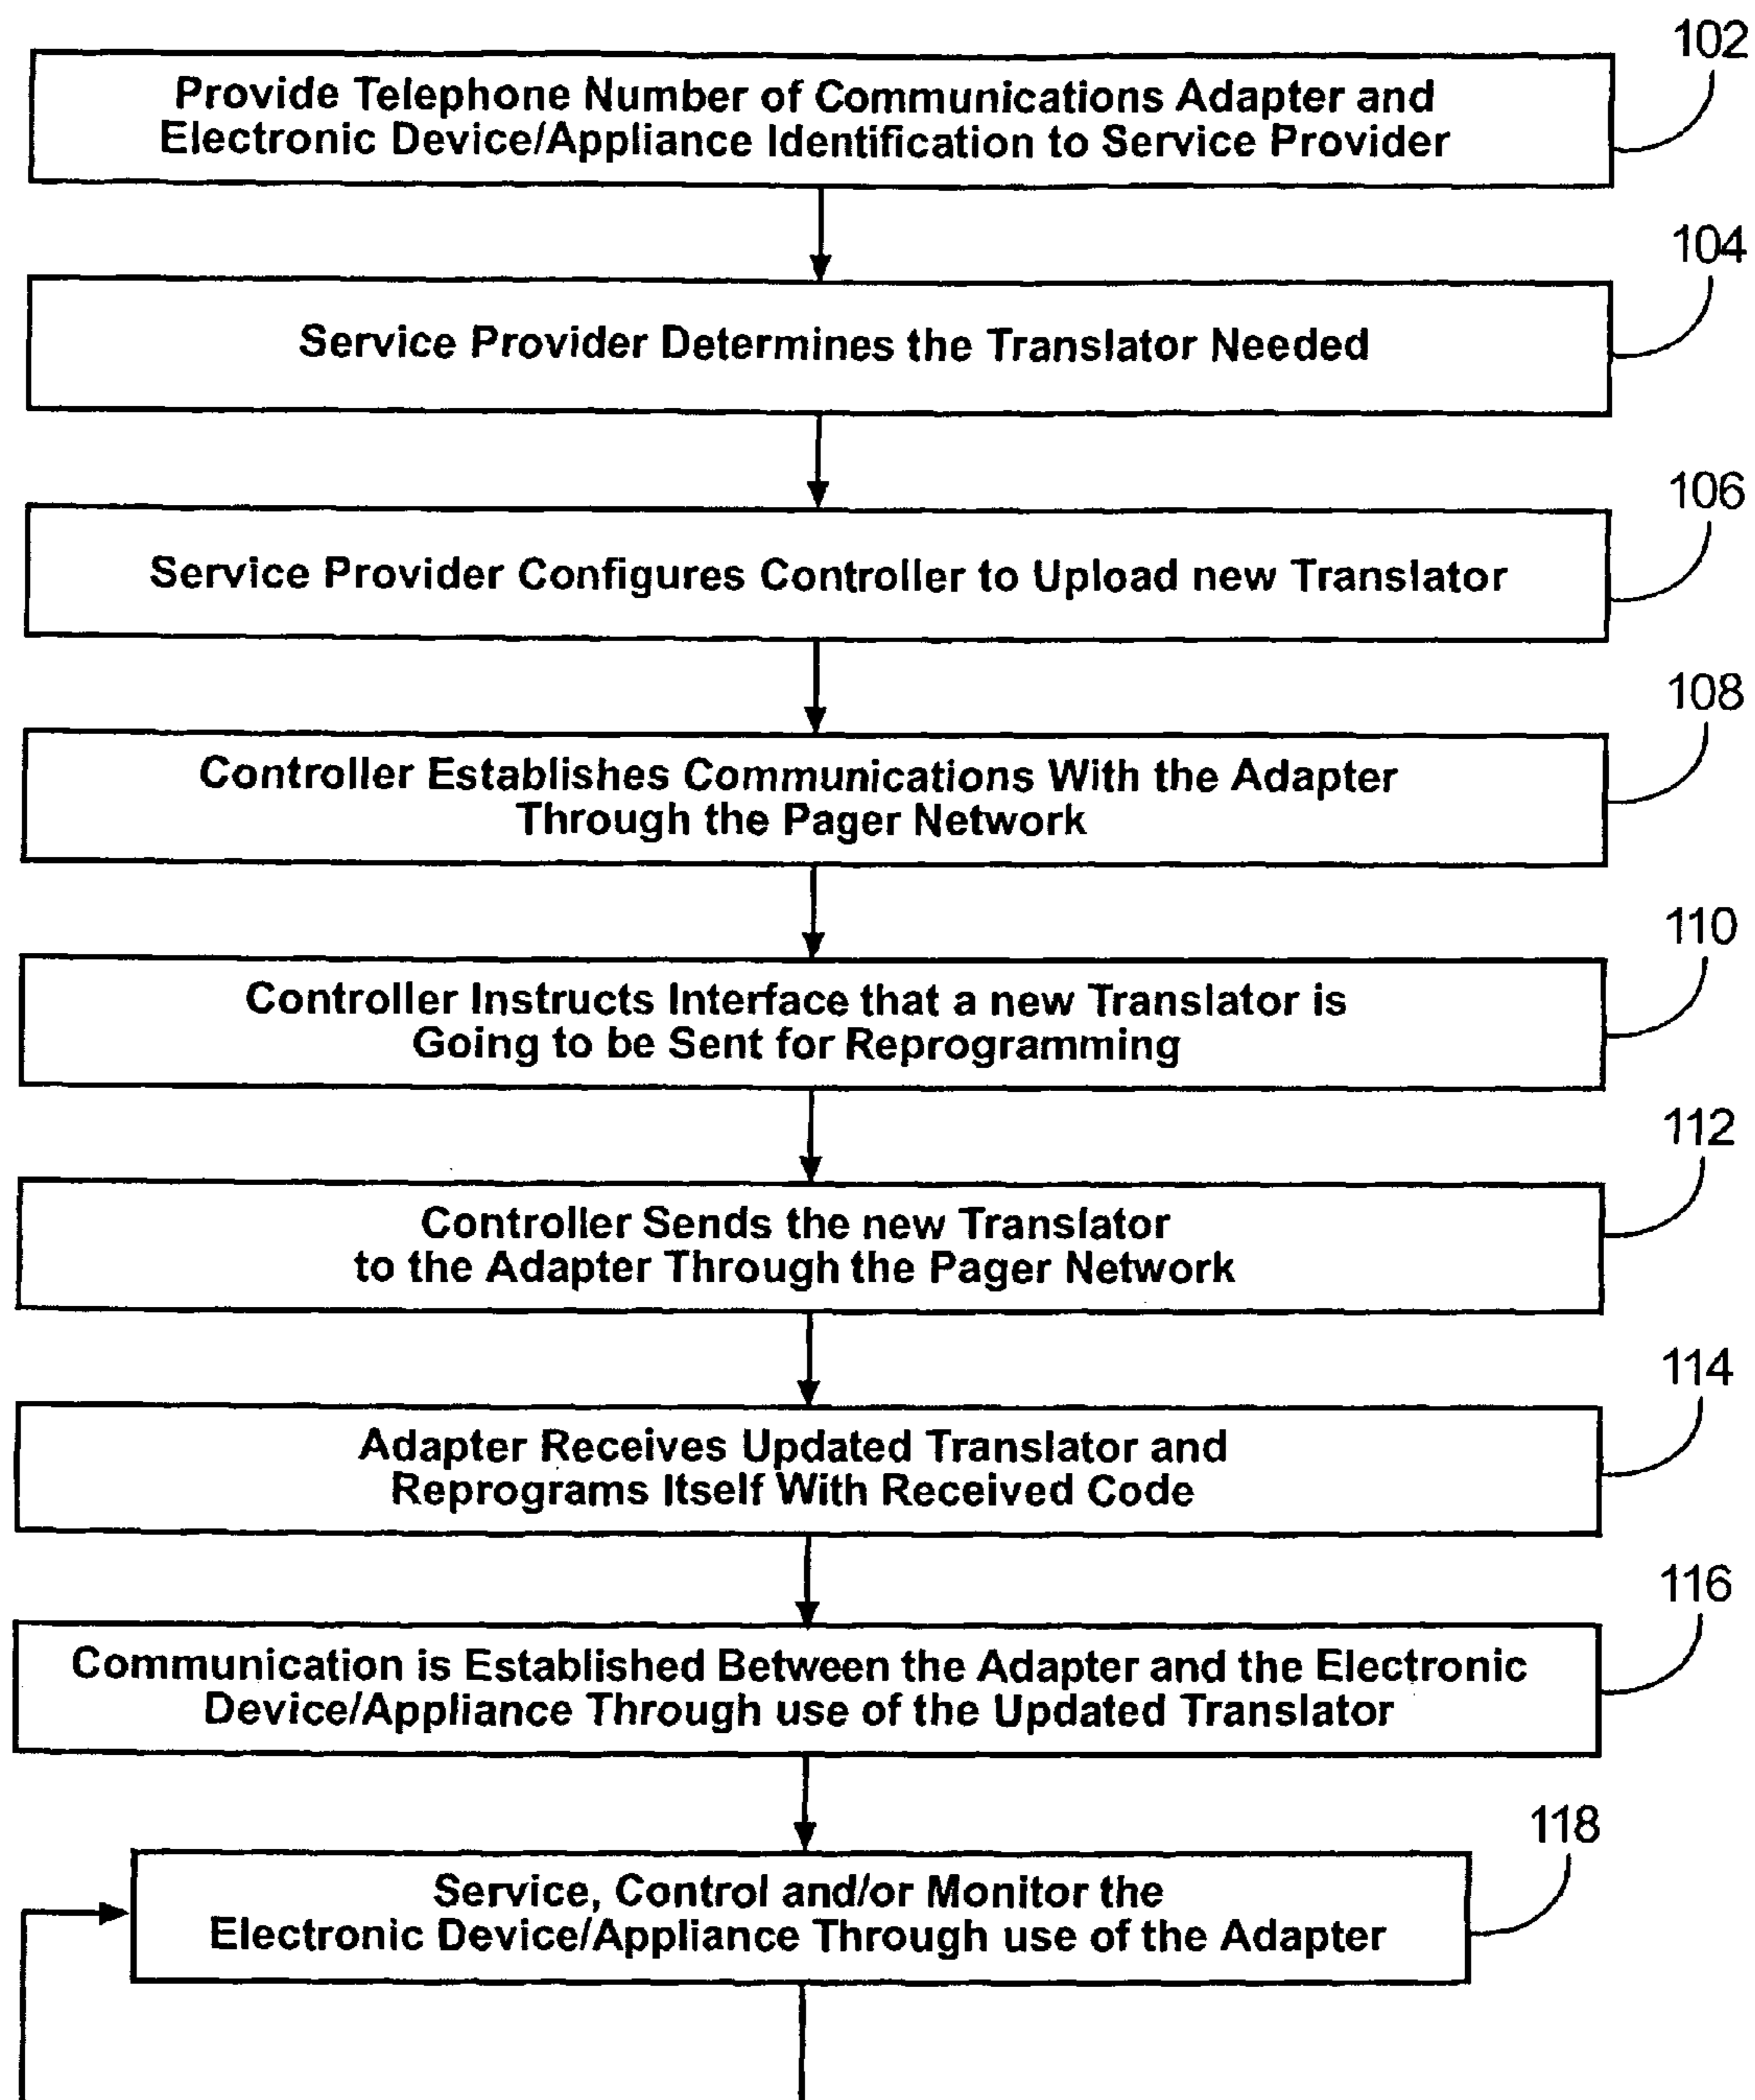 102
Provide Telephone Number of Communications Adapter and
Electronic Device/Appliance Identification to Service Provider
104
Service Provider Determines the Translator Needed
106
Service Provider Configures Controller to Upload new Translator
108
Controller Establishes Communications With the Adapter
Through the Pager Network
110
Controller Instructs Interface that a new Translator is
Going to be Sent for Reprogramming
112
Controller Sends the new Translator
to the Adapter Through the Pager Network
114
Adapter Receives Updated Translator and
Reprograms Itself With Received Code
116
Communication is Established Between the Adapter and the Electronic
Device/Appliance Through use of the Updated Translator
118
Service, Control and/or Monitor the
Electronic Device/Appliance Through use of the Adapter